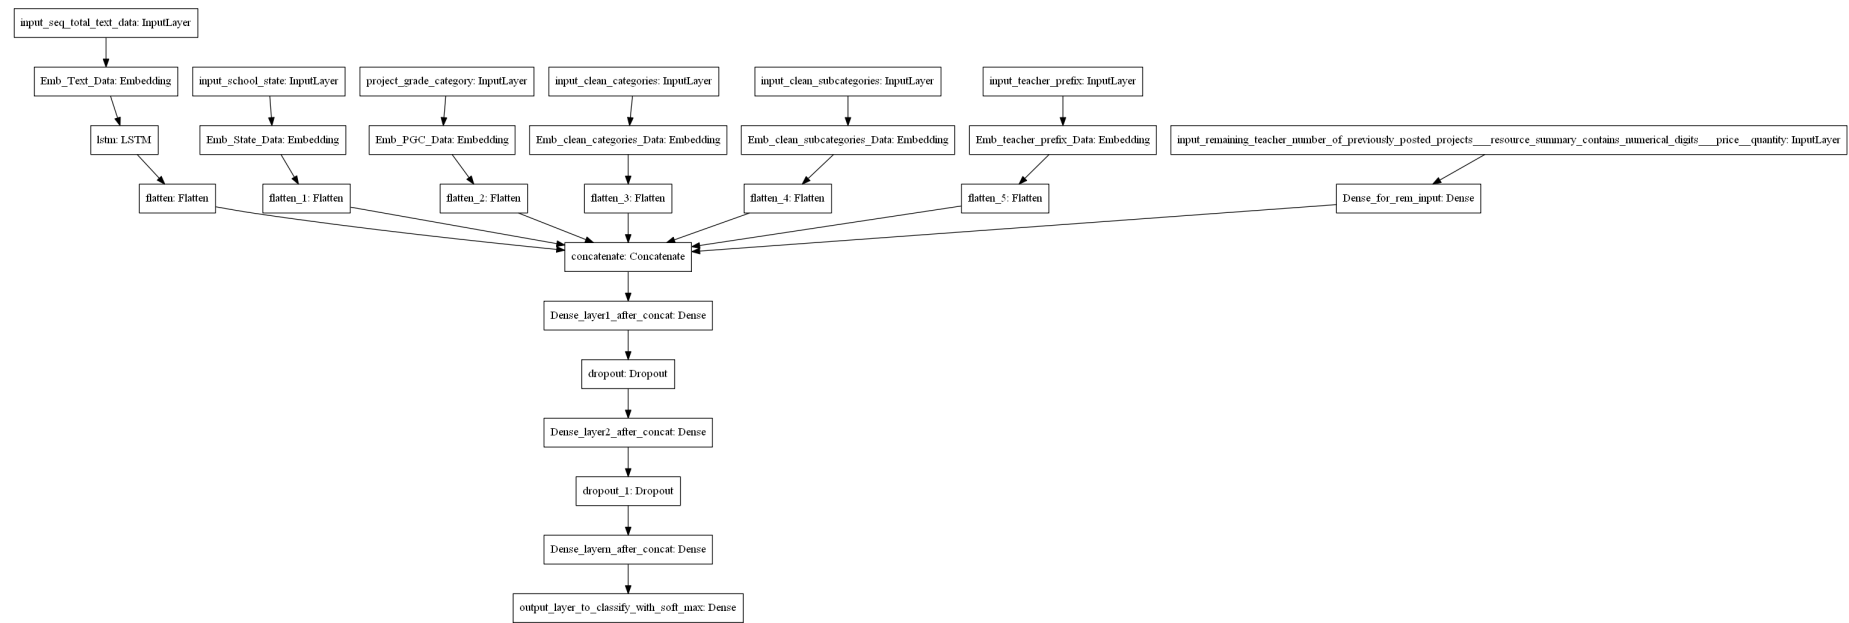 input_seq_total_text_data: InputLayer
Emb_Text_Data: Embedding
input_school_state: InputLayer
project_grade_category: InputLayer
input_clean_categories: InputLayer
input_clean_subcategories: InputLayer
input_teacher_prefix: InputLayer
lstm: LSTM
Emb_State_Data: Embedding
Emb_PGC_Data: Embedding
Emb_clean_categories_Data: Embedding
Emb_clean_subcategories_Data: Embedding
Emb_teacher_prefix_Data: Embedding
input_remaining_teacher_number_of_previously_posted_projects___resource_summary_contains_numerical_digits___price__quantity: InputLayer
flatten: Flatten
flatten_1: Flatten
flatten_2: Flatten
flatten_3: Flatten
flatten_4: Flatten
flatten_5: Flatten
Dense_for_rem_input: Dense
concatenate: Concatenate
Dense_layer1_after_concat: Dense
dropout: Dropout
Dense_layer2_after_concat: Dense
dropout_1: Dropout
Dense_layern_after_concat: Dense
output_layer_to_classify_with_soft_max: Dense